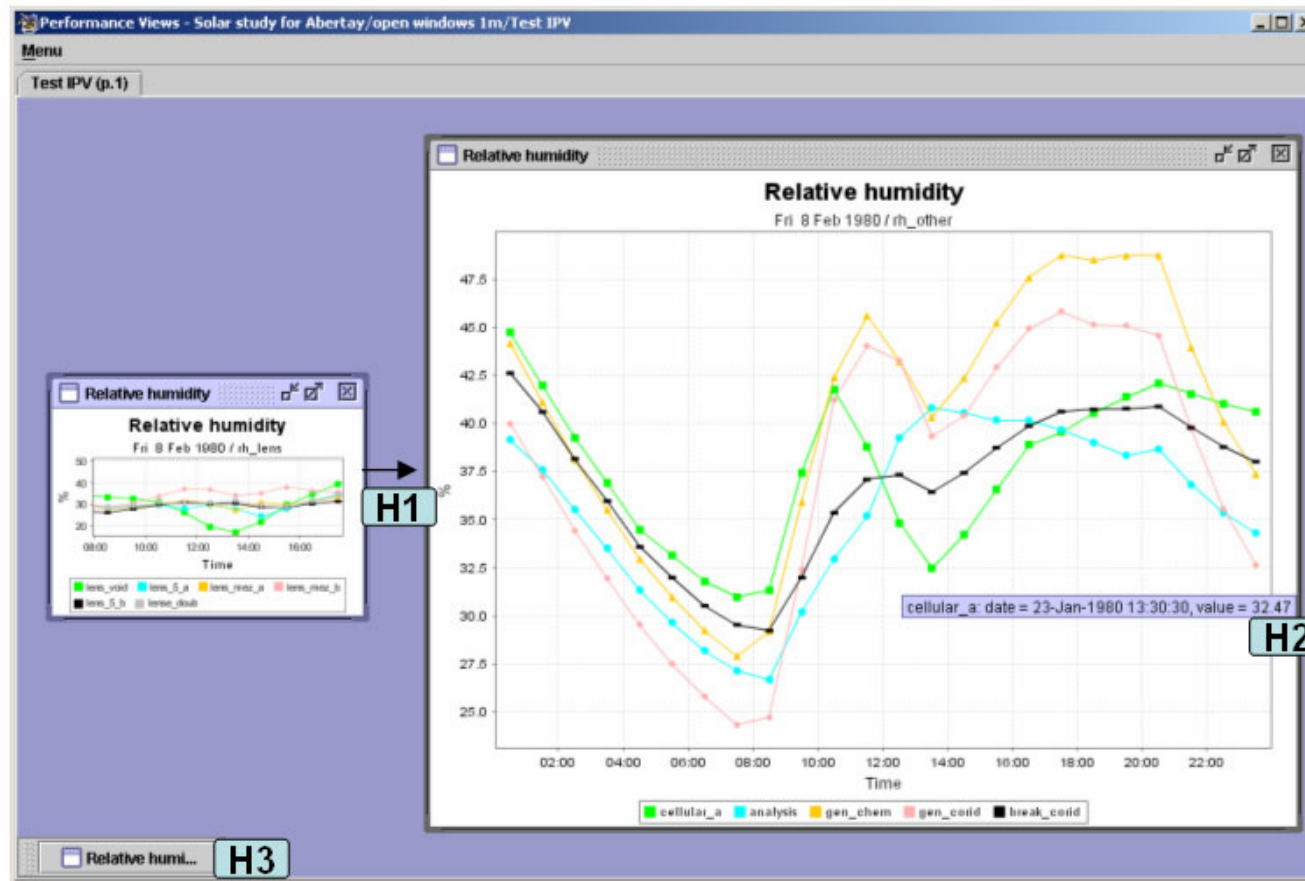 Performance Views - Solar study for Abertay/open windows 1m/Test IPV
Menu
Test IPV (p.1)
Relative humidity
Relative humidity
Fri 8 Feb 1980 / rh_lens
50
40
30
20
%
08:00 10:00 12:00 14:00 16:00
Time
lens_void lens_5_a lens_mez_a lens_mez_b
lens_5_b lense_doub
H1
Relative humidity
Relative humidity
Fri 8 Feb 1980 / rh_other
47.5
45.0
42.5
40.0
37.5
35.0
32.5
30.0
27.5
25.0
%
cellular_a: date = 23-Jan-1980 13:30:30, value = 32.47
H2
02:00 04:00 06:00 08:00 10:00 12:00 14:00 16:00 18:00 20:00 22:00
Time
cellular_a analysis gen_chem gen_corid break_corid
Relative humi...
H3